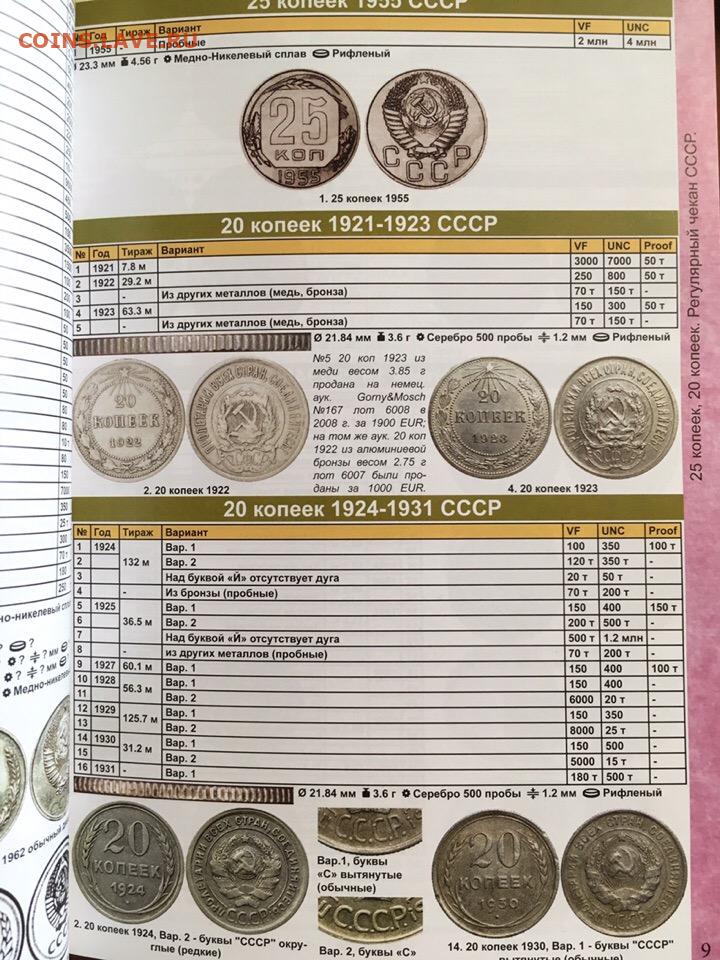 25 копеек 1955 СССР
COINS.LAVE.RU
Год Тираж Вариант VF UNC
1955 - Пробные 2 млн 4 млн
23.3 мм 4.56 г Медно-Никелевый сплав Рифленый
25
КОП
1955
СССР
1. 25 копеек 1955
20 копеек 1921-1923 СССР
№ Год Тираж Вариант VF UNC Proof
1 1921 7.8 м 3000 7000 50 т
2 1922 29.2 м 250 800 50 т
3 - Из других металлов (медь, бронза) 70 т 150 т -
4 1923 63.3 м 150 300 50 т
5 - Из других металлов (медь, бронза) 70 т 150 т -
Ø 21.84 мм 3.6 г Серебро 500 пробы 1.2 мм Рифленый
20
КОПЕЕК
1922
№5 20 коп 1923 из
меди весом 3.85 г
продана на немец.
аук. Gorny&Mosch
№167 лот 6008 в
2008 г. за 1900 EUR;
на том же аук. 20 коп
1922 из алюминиевой
бронзы весом 2.75 г
лот 6007 были про-
даны за 1000 EUR.
20
КОПЕЕК
1923
2. 20 копеек 1922
4. 20 копеек 1923
20 копеек 1924-1931 СССР
№ Год Тираж Вариант VF UNC Proof
1 1924 Вар. 1 100 350 100 т
2 132 м Вар. 2 120 т 350 т -
3 Над буквой «Й» отсутствует дуга 20 т 50 т -
4 - Из бронзы (пробные) 70 т 200 т -
5 1925 Вар. 1 150 400 150 т
6 36.5 м Вар. 2 200 т 500 т -
7 Над буквой «Й» отсутствует дуга 500 т 1.2 млн -
8 - из других металлов (пробные) 70 т 200 т -
9 1927 60.1 м Вар. 1 150 400 100 т
10 1928 Вар. 1 150 400 -
11 56.3 м Вар. 2 6000 20 т -
12 1929 Вар. 1 150 350 -
13 125.7 м Вар. 2 8000 25 т -
14 1930 Вар. 1 150 500 -
15 31.2 м Вар. 2 5000 15 т -
16 1931 - Вар. 1 180 т 500 т -
Ø 21.84 мм 3.6 г Серебро 500 пробы 1.2 мм Рифленый
20
КОПЕЕК
1924
Вар.1, буквы
«С» вытянутые
(обычные)
С.С.С.Р.
Вар. 2, буквы «С»
20
КОПЕЕК
1930
2. 20 копеек 1924, Вар. 2 - буквы "СССР" окру-
глые (редкие)
14. 20 копеек 1930, Вар. 1 - буквы "СССР"
вытянутые (обычные)
25 копеек, 20 копеек. Регулярный чекан СССР.
9
но-никелевый сплав
Медно-никел
1962 обычный